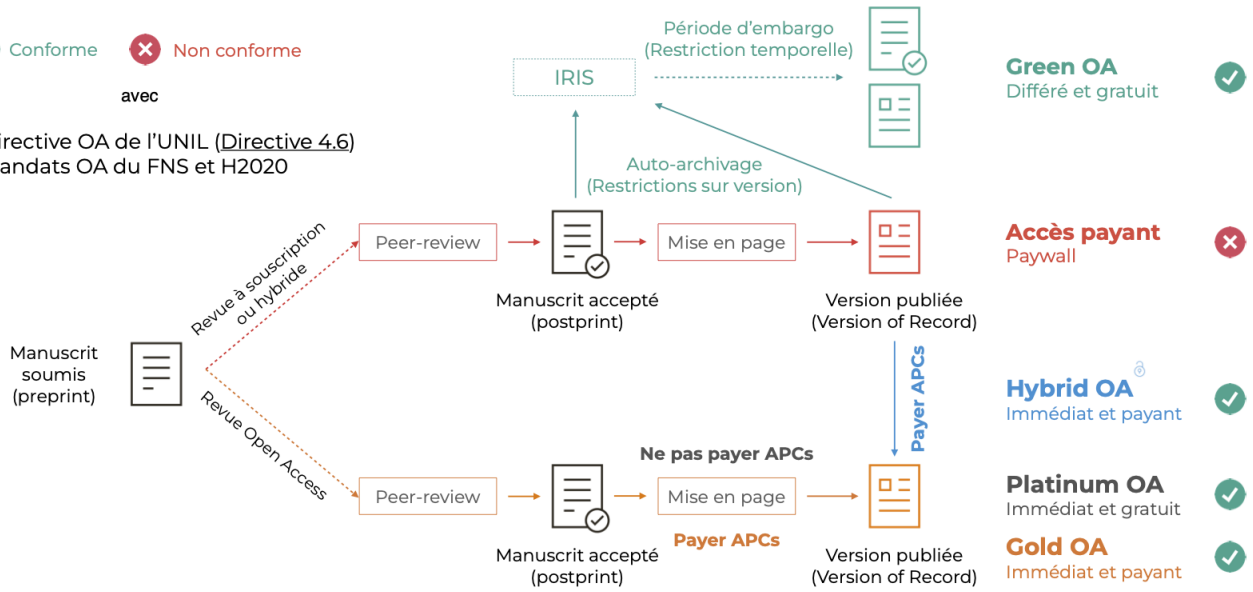 Conforme
Non conforme
avec
irective OA de l'UNIL (Directive 4.6)
andats OA du FNS et H2020
Période d'embargo
(Restriction temporelle)
IRIS
Green OA
Différé et gratuit
Auto-archivage
(Restrictions sur version)
Revue à souscription
ou hybride
Peer-review
Mise en page
Accès payant
Paywall
Manuscrit accepté
(postprint)
Version publiée
(Version of Record)
Manuscrit
soumis
(preprint)
Payer APCs
Hybrid OA
Immédiat et payant
Revue Open Access
Ne pas payer APCs
Peer-review
Mise en page
Platinum OA
Immédiat et gratuit
Payer APCs
Gold OA
Immédiat et payant
Manuscrit accepté
(postprint)
Version publiée
(Version of Record)